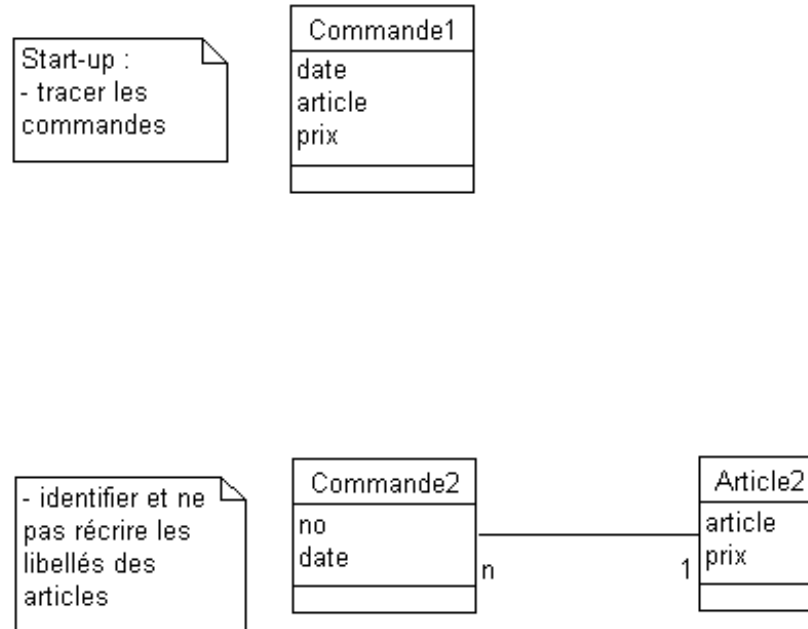 Start-up :
- tracer les
commandes
Commande1
date
article
prix
- identifier et ne
pas récrire les
libellés des
articles
Commande2
no
date
n
1
Article2
article
prix